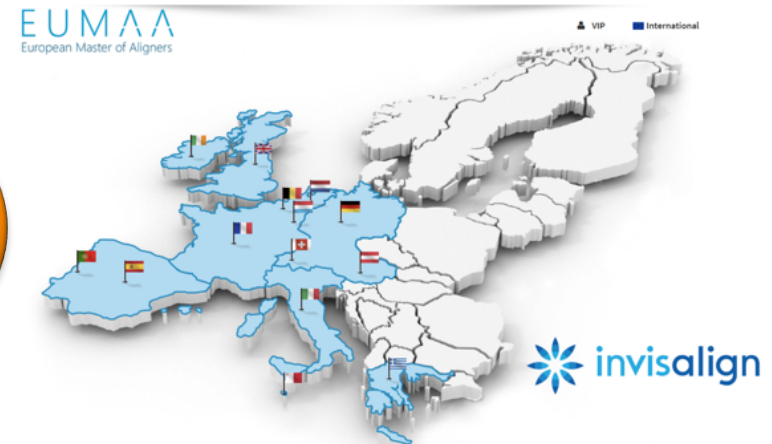 EUMAA
European Master of Aligners
VIP
International
invisalign